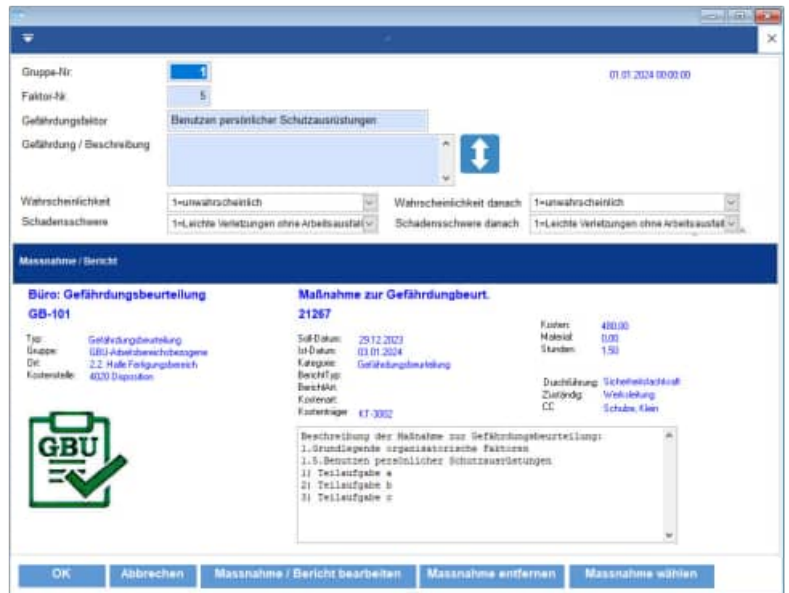 Gruppe-Nr: 1 01.01.2024 00:00:00
Faktor-Nr. 5
Gefährdungsfaktor Benutzen persönlicher Schutzausrüstungen
Gefährdung / Beschreibung
Wahrscheinlichkeit 1=unwahrscheinlich Wahrscheinlichkeit danach 1=unwahrscheinlich
Schadensschwere 1=Leichte Verletzungen ohne Arbeitsausfall Schadensschwere danach 1=Leichte Verletzungen ohne Arbeitsausfall
Massnahme / Bericht
Büro: Gefährdungsbeurteilung
GB-101
Typ: Gefährdungsbeurteilung
Gruppe: GBU-Arbeitsbereichsbezogene
Ort: 2.2. Halle Fertigungsbereich
Kostenstelle: 4020 Disposition
GBU
Maßnahme zur Gefährdungbeurt.
21267
Soll-Datum: 29.12.2023
Ist-Datum: 03.01.2024
Kategorie: Gefährdungsbeurteilung
BerichtTyp:
BerichtArt:
Kostenart:
Kostenträger KT-3002
Kosten: 480,00
Material: 0,00
Stunden: 1,50
Durchführung: Sicherheitsfachkraft
Zuständig: Werksleitung
CC: Schulze, Klein
Beschreibung der Maßnahme zur Gefährdungsbeurteilung:
1.Grundlegende organisatorische Faktoren
1.5.Benutzen persönlicher Schutzausrüstungen
1) Teilaufgabe a
2) Teilaufgabe b
3) Teilaufgabe c
OK Abbrechen Massnahme / Bericht bearbeiten Massnahme entfernen Massnahme wählen